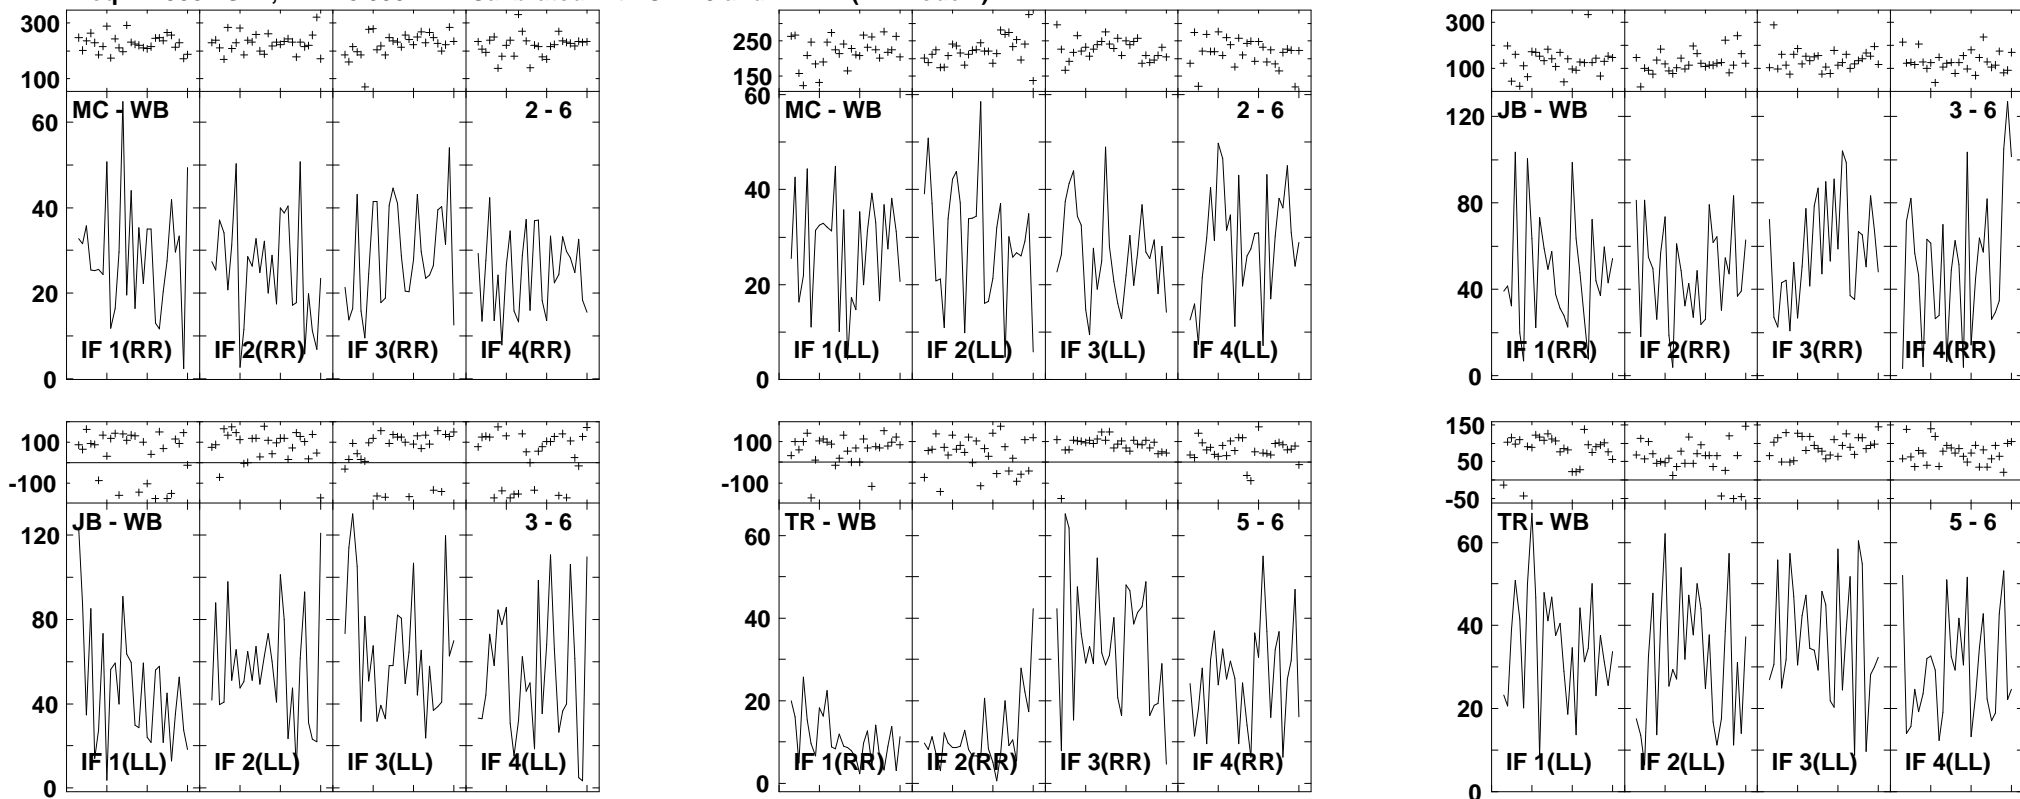 300
100
MC - WB
2 - 6
60
40
20
0
IF 1(RR)
IF 2(RR)
IF 3(RR)
IF 4(RR)
250
150
60
MC - WB
2 - 6
40
20
0
IF 1(LL)
IF 2(LL)
IF 3(LL)
IF 4(LL)
300
100
JB - WB
3 - 6
120
80
40
0
IF 1(RR)
IF 2(RR)
IF 3(RR)
IF 4(RR)
100
-100
JB - WB
3 - 6
120
80
40
0
IF 1(LL)
IF 2(LL)
IF 3(LL)
IF 4(LL)
100
-100
TR - WB
5 - 6
60
40
20
0
IF 1(RR)
IF 2(RR)
IF 3(RR)
IF 4(RR)
150
50
-50
TR - WB
5 - 6
60
40
20
0
IF 1(LL)
IF 2(LL)
IF 3(LL)
IF 4(LL)